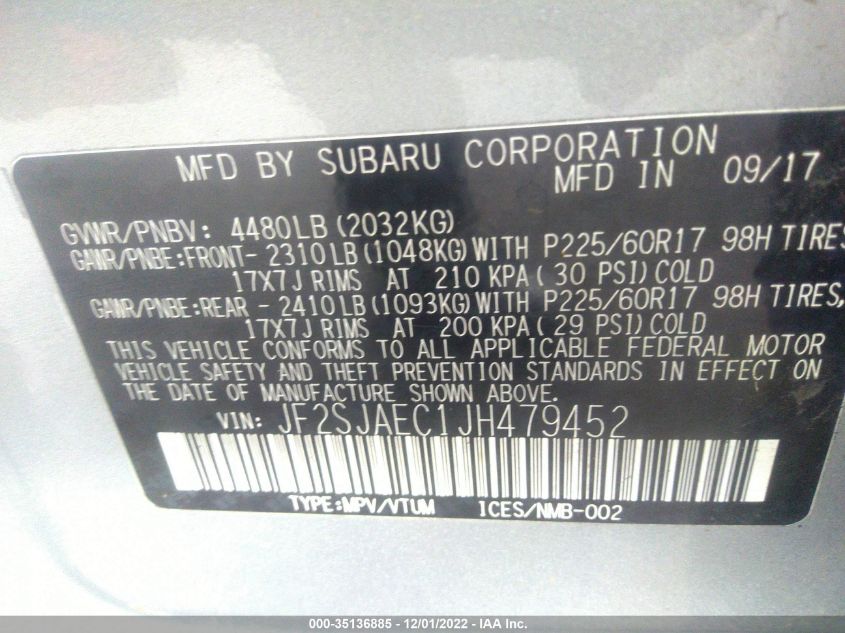 MFD BY SUBARU CORPORATION
MFD IN 09/17
GVWR/PNBV: 4480LB(2032KG)
GAWR/PNBE:FRONT- 2310LB(1048KG)WITH P225/60R17 98H TIRES
17X7J RIMS AT 210 KPA( 30 PSI)COLD
GAWR/PNBE:REAR - 2410LB(1093KG)WITH P225/60R17 98H TIRES,
17X7J RIMS AT 200 KPA( 29 PSI)COLD
THIS VEHICLE CONFORMS TO ALL APPLICABLE FEDERAL MOTOR
VEHICLE SAFETY AND THEFT PREVENTION STANDARDS IN EFFECT ON
THE DATE OF MANUFACTURE SHOWN ABOVE.
VIN: JF2SJAEC1JH479452
TYPE:MPV/VTUM ICES/NMB-002
000-35136885 - 12/01/2022 - IAA Inc.